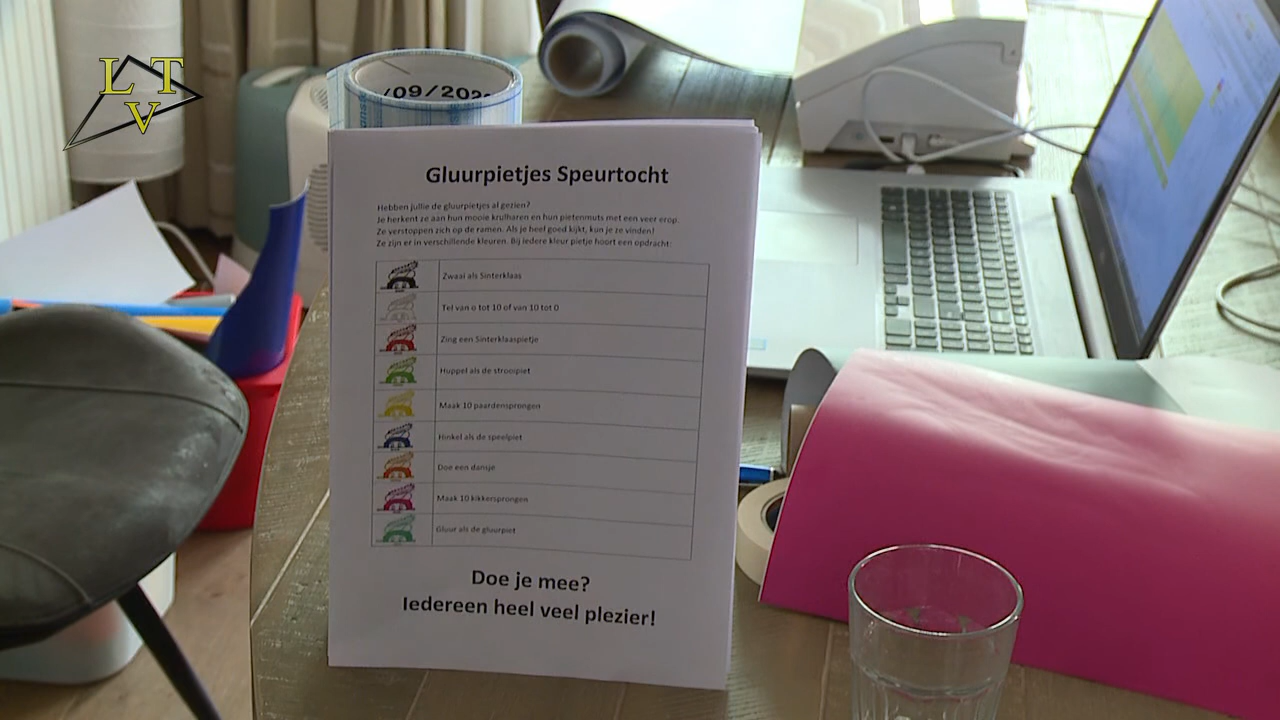 LT
V
/09/202
Gluurpietjes Speurtocht
Hebben jullie de gluurpietjes al gezien?
Je herkent ze aan hun mooie krulharen en hun pietenmuts met een veer erop.
Ze verstoppen zich op de ramen. Als je heel goed kijkt, kun je ze vinden!
Ze zijn er in verschillende kleuren. Bij iedere kleur pietje hoort een opdracht:
Zwaai als Sinterklaas
Tel van 0 tot 10 of van 10 tot 0
Zing een Sinterklaaspietje
Huppel als de strooipiet
Maak 10 paardensprongen
Hinkel als de speelpiet
Doe een dansje
Maak 10 kikkersprongen
Gluur als de gluurpiet
Doe je mee?
Iedereen heel veel plezier!